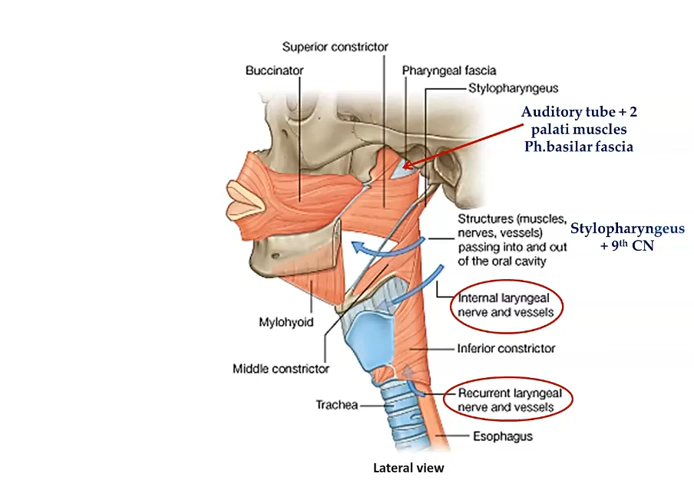 Superior constrictor
Buccinator
Pharyngeal fascia
Stylopharyngeus
Auditory tube + 2
palati muscles
Ph.basilar fascia
Structures (muscles,
nerves, vessels)
passing into and out
of the oral cavity
Stylopharyngeus
+ 9th CN
Internal laryngeal
nerve and vessels
Mylohyoid
Inferior constrictor
Middle constrictor
Recurrent laryngeal
nerve and vessels
Trachea
Esophagus
Lateral view